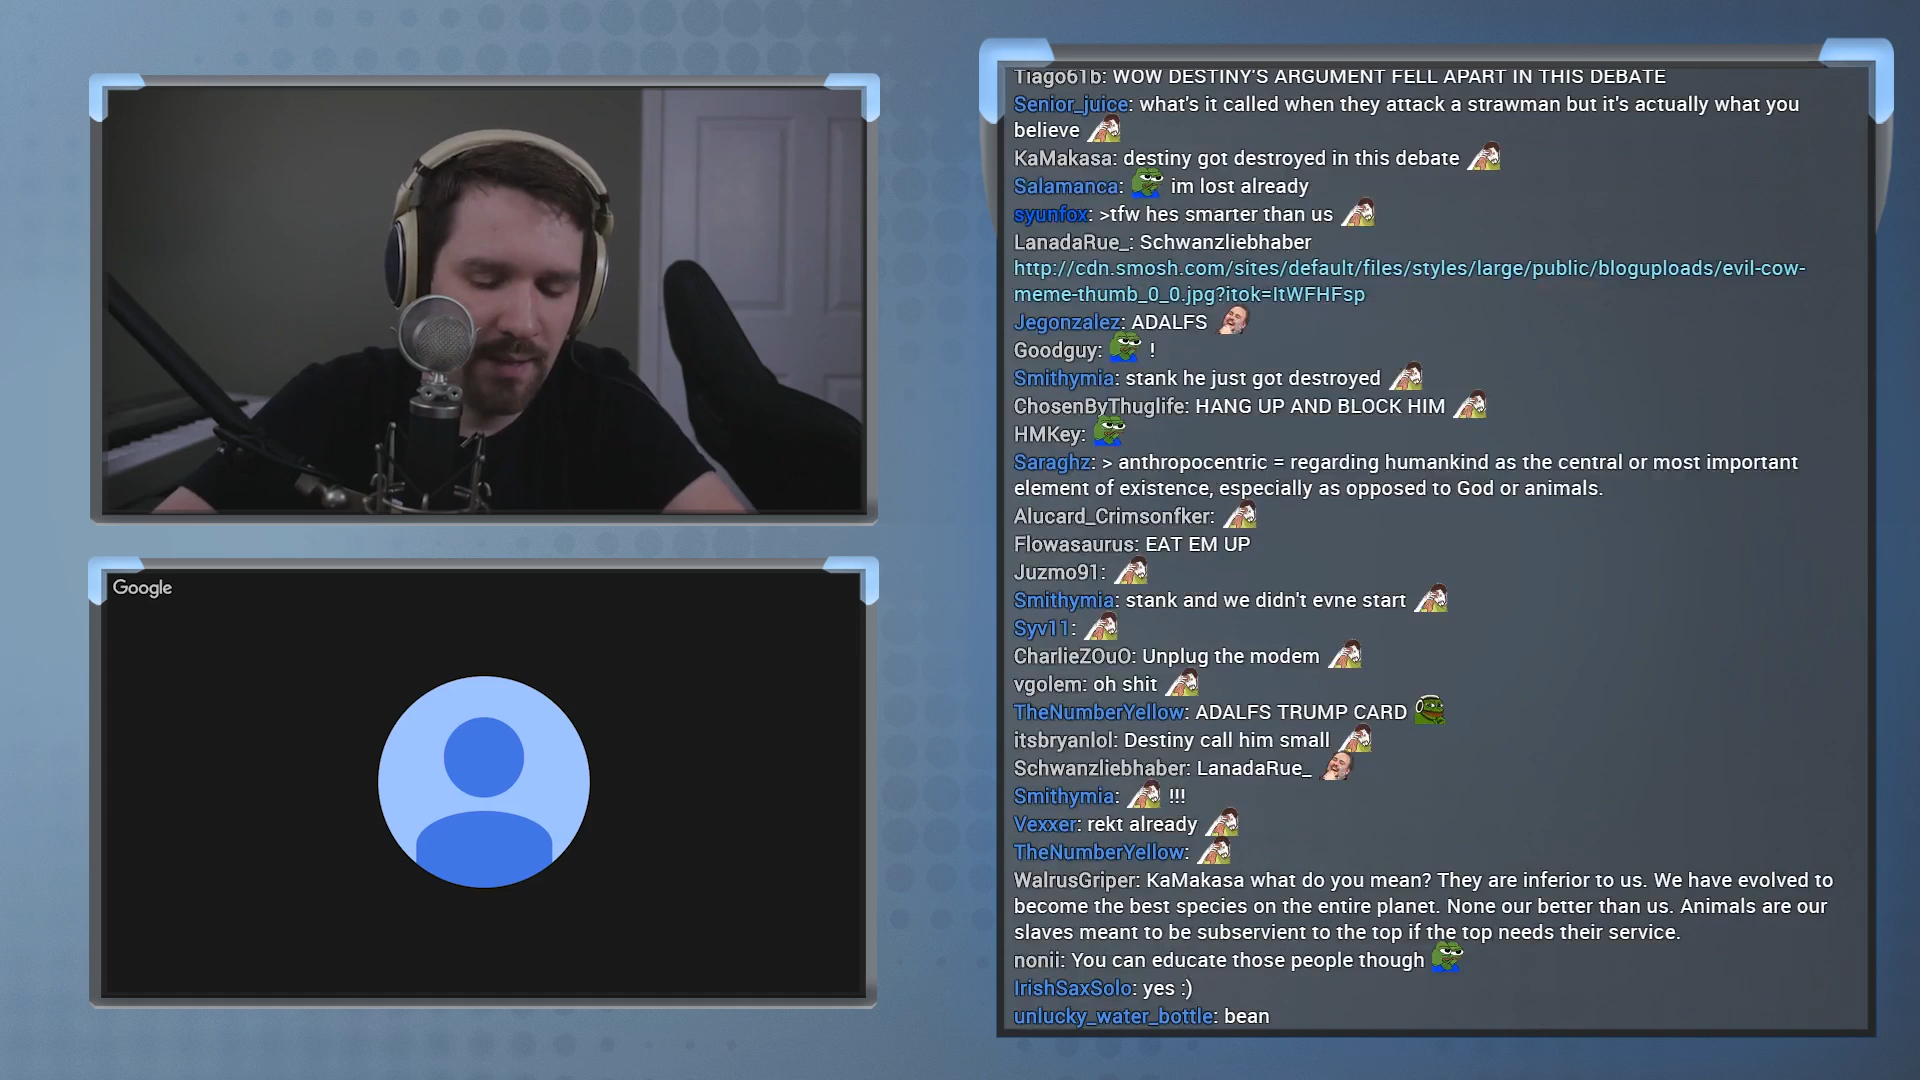 Google
Tiago61b: WOW DESTINY'S ARGUMENT FELL APART IN THIS DEBATE
Senior_juice: what's it called when they attack a strawman but it's actually what you
believe
KaMakasa: destiny got destroyed in this debate
Salamanca: im lost already
syunfox: >tfw hes smarter than us
LanadaRue_: Schwanzliebhaber
http://cdn.smosh.com/sites/default/files/styles/large/public/bloguploads/evil-cow-
meme-thumb_0_0.jpg?itok=ItWFHFsp
Jegonzalez: ADALFS
Goodguy: !
Smithymia: stank he just got destroyed
ChosenByThuglife: HANG UP AND BLOCK HIM
HMKey:
Saraghz: > anthropocentric = regarding humankind as the central or most important
element of existence, especially as opposed to God or animals.
Alucard_Crimsonfker:
Flowasaurus: EAT EM UP
Juzmo91:
Smithymia: stank and we didn't evne start
Syv11:
CharlieZOuO: Unplug the modem
vgolem: oh shit
TheNumberYellow: ADALFS TRUMP CARD
itsbryanlol: Destiny call him small
Schwanzliebhaber: LanadaRue_
Smithymia: !!!
Vexxer: rekt already
TheNumberYellow:
WalrusGriper: KaMakasa what do you mean? They are inferior to us. We have evolved to
become the best species on the entire planet. None our better than us. Animals are our
slaves meant to be subservient to the top if the top needs their service.
nonii: You can educate those people though
IrishSaxSolo: yes :)
unlucky_water_bottle: bean